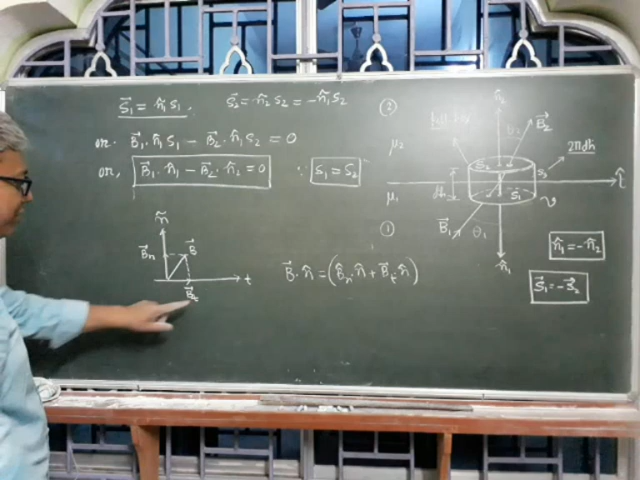 S⃗₁ = n̂₁ S₁ , S⃗₂ = n̂₂ S₂ = -n̂₁ S₂
or. B⃗₁ · n̂₁ S₁ - B⃗₂ · n̂₁ S₂ = 0
or, B⃗₁ · n̂₁ - B⃗₂ · n̂₁ = 0 ∵ S₁ = S₂
n̂
B⃗ₙ B⃗
t
B⃗ₜ
B⃗ · n̂ = (B⃗ₙ · n̂ + B⃗ₜ · n̂)
②
n̂₂
θ₂ B⃗₂
μ₂
S₂ S₃ 2πdh
dh t̂
μ₁ S₁ v
①
B⃗₁ θ₁
n̂₁
n̂₁ = -n̂₂
S⃗₁ = -S⃗₂